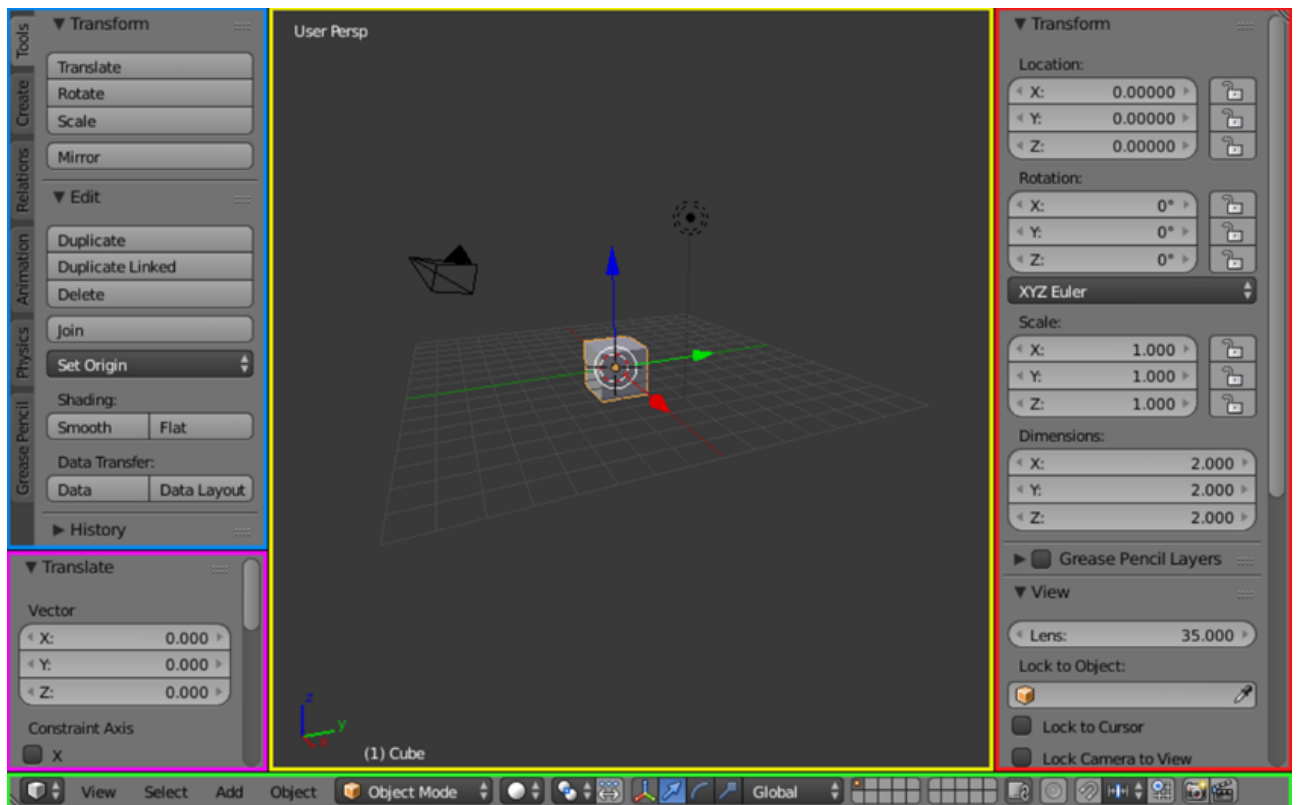 Tools
Create
Relations
Animation
Physics
Grease Pencil
Transform
Translate
Rotate
Scale
Mirror
Edit
Duplicate
Duplicate Linked
Delete
Join
Set Origin
Shading:
Smooth Flat
Data Transfer:
Data Data Layout
History
Translate
Vector
X: 0.000
Y: 0.000
Z: 0.000
Constraint Axis
X
User Persp
z
y
x
(1) Cube
Transform
Location:
X: 0.00000
Y: 0.00000
Z: 0.00000
Rotation:
X: 0°
Y: 0°
Z: 0°
XYZ Euler
Scale:
X: 1.000
Y: 1.000
Z: 1.000
Dimensions:
X: 2.000
Y: 2.000
Z: 2.000
Grease Pencil Layers
View
Lens: 35.000
Lock to Object:
Lock to Cursor
Lock Camera to View
View Select Add Object Object Mode Global